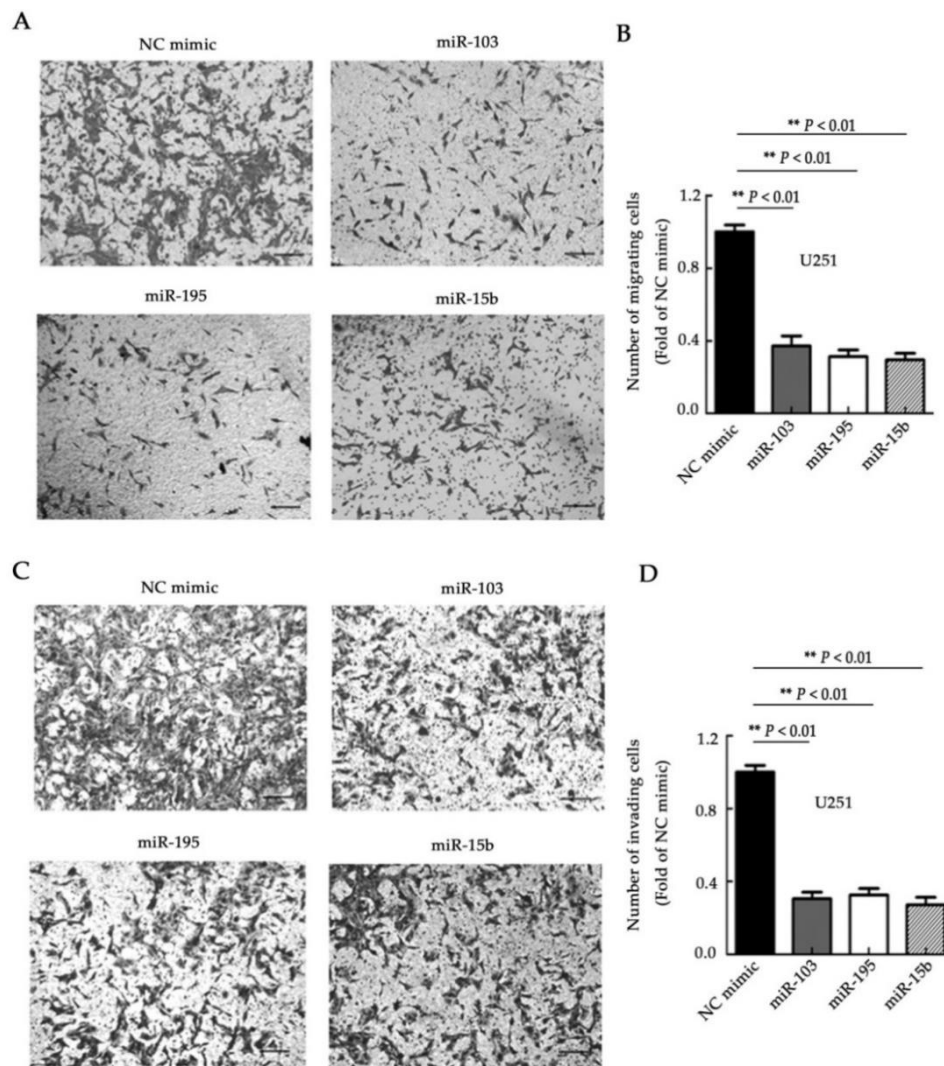 A
NC mimic
miR-103
miR-195
miR-15b
B
** P < 0.01
** P < 0.01
** P < 0.01
Number of migrating cells
(Fold of NC mimic)
1.2
0.8
0.4
0.0
U251
NC mimic
miR-103
miR-195
miR-15b
C
NC mimic
miR-103
miR-195
miR-15b
D
** P < 0.01
** P < 0.01
** P < 0.01
Number of invading cells
(Fold of NC mimic)
1.2
0.8
0.4
0.0
U251
NC mimic
miR-103
miR-195
miR-15b